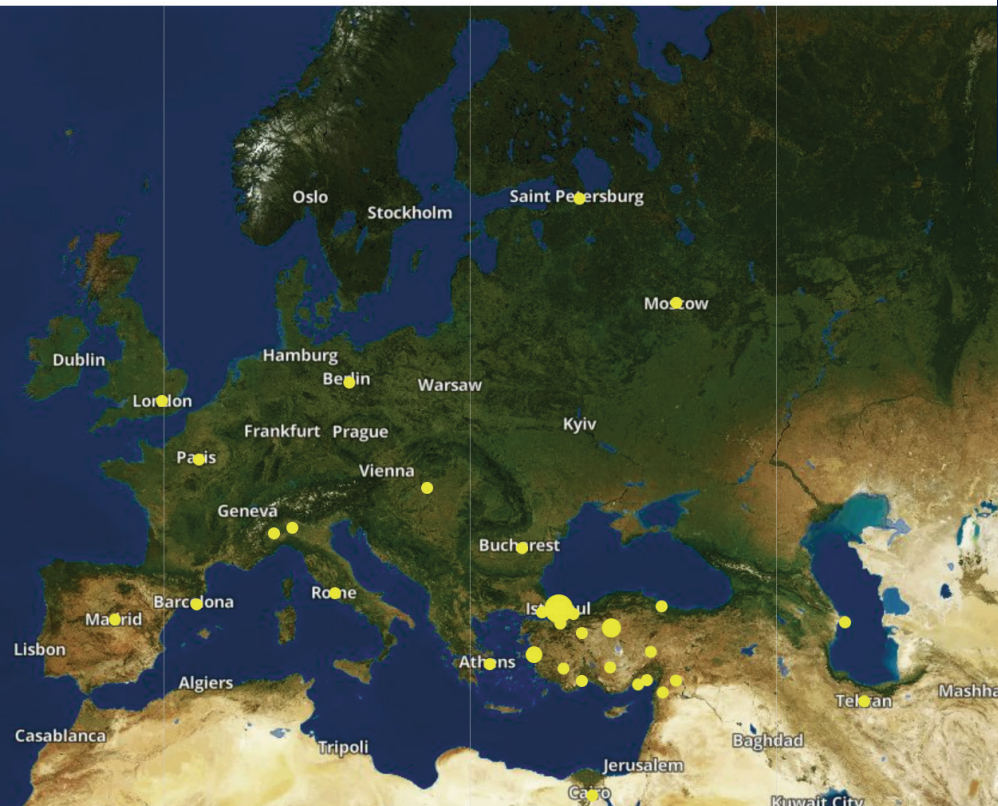 Oslo
Saint Petersburg
Stockholm
Moscow
Dublin
Hamburg
Berlin
Warsaw
London
Kyiv
Frankfurt
Prague
Paris
Vienna
Geneva
Bucharest
Barcelona
Rome
Istanbul
Madrid
Lisbon
Athens
Algiers
Tehran
Mashha
Casablanca
Tripoli
Baghdad
Jerusalem
Cairo
Kuwait City